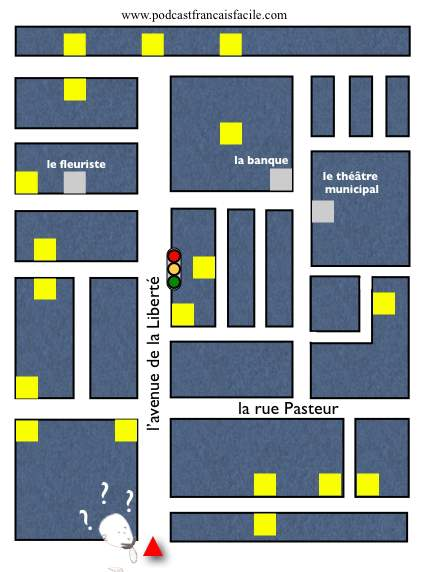 www.podcastfrancaisfacile.com
le fleuriste
la banque
le théâtre
municipal
l'avenue de la Liberté
la rue Pasteur
? ? ?